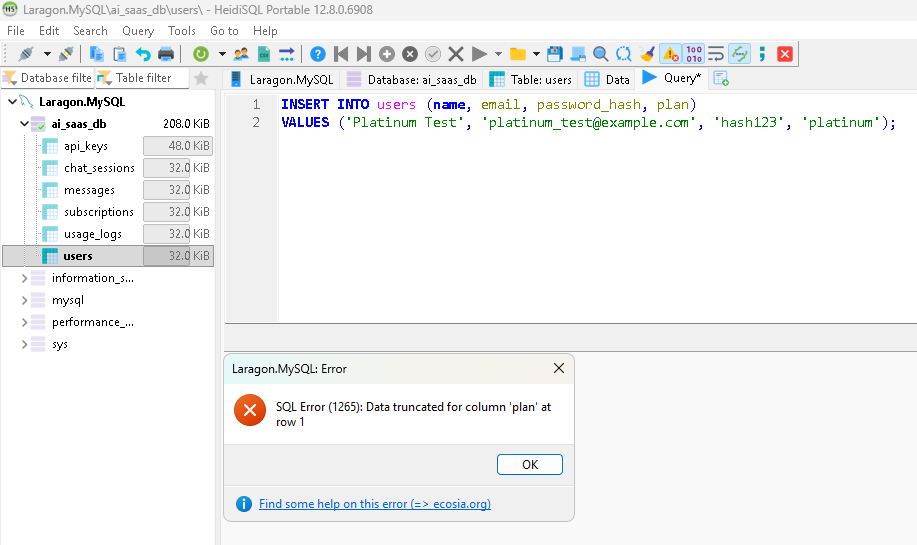 Laragon.MySQL\ai_saas_db\users\ - HeidiSQL Portable 12.8.0.6908
File Edit Search Query Tools Go to Help
Database filte Table filter
Laragon.MySQL Database: ai_saas_db Table: users Data Query*
Laragon.MySQL
ai_saas_db 208.0 KiB
api_keys 48.0 KiB
chat_sessions 32.0 KiB
messages 32.0 KiB
subscriptions 32.0 KiB
usage_logs 32.0 KiB
users 32.0 KiB
information_s...
mysql
performance_...
sys
1 INSERT INTO users (name, email, password_hash, plan)
2 VALUES ('Platinum Test', 'platinum_test@example.com', 'hash123', 'platinum');
Laragon.MySQL: Error
SQL Error (1265): Data truncated for column 'plan' at
row 1
OK
Find some help on this error (=> ecosia.org)